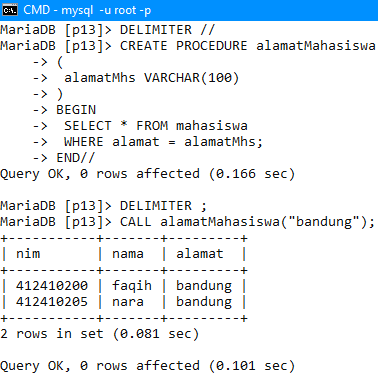 CMD - mysql -u root -p
MariaDB [p13]> DELIMITER //
MariaDB [p13]> CREATE PROCEDURE alamatMahasiswa
    -> (
    ->  alamatMhs VARCHAR(100)
    -> )
    -> BEGIN
    ->  SELECT * FROM mahasiswa
    ->  WHERE alamat = alamatMhs;
    -> END//
Query OK, 0 rows affected (0.166 sec)

MariaDB [p13]> DELIMITER ;
MariaDB [p13]> CALL alamatMahasiswa("bandung");
+-----------+-------+---------+
| nim       | nama  | alamat  |
+-----------+-------+---------+
| 412410200 | faqih | bandung |
| 412410205 | nara  | bandung |
+-----------+-------+---------+
2 rows in set (0.081 sec)

Query OK, 0 rows affected (0.101 sec)